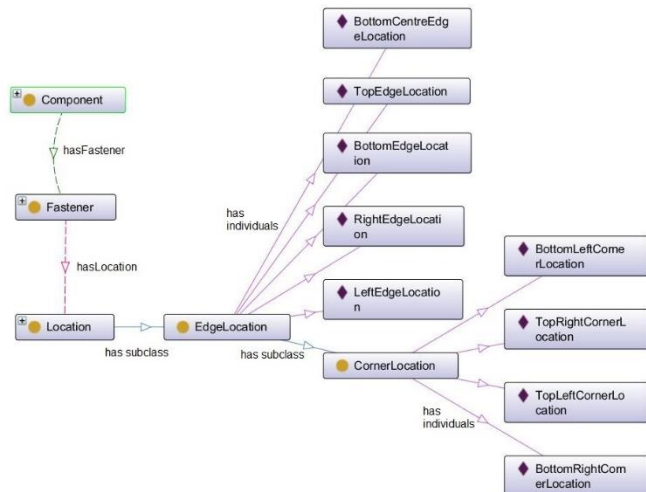 BottomCentreEdg
eLocation
Component
TopEdgeLocation
hasFastener
BottomEdgeLocat
ion
Fastener
has
individuals
RightEdgeLocati
on
BottomLeftCorne
rLocation
hasLocation
LeftEdgeLocatio
n
TopRightCornerL
ocation
Location
EdgeLocation
has subclass
has subclass
CornerLocation
TopLeftCornerLo
cation
has
individuals
BottomRightCorn
erLocation